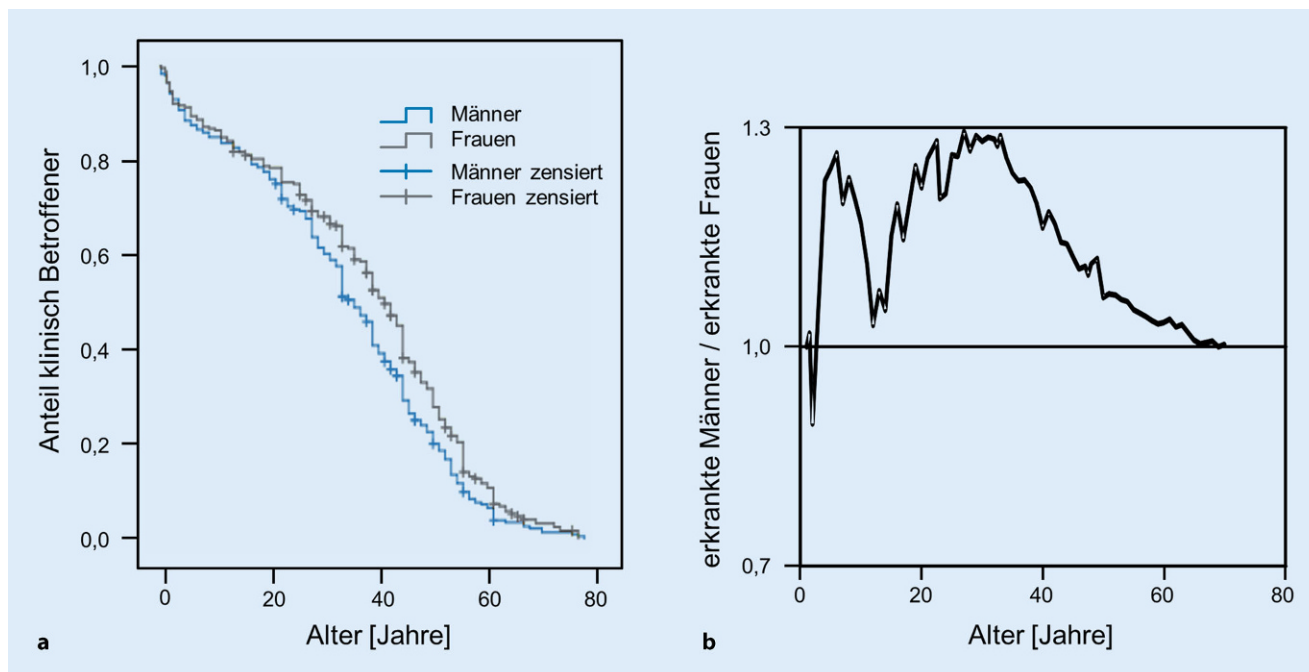 1,0
0,8
0,6
0,4
0,2
0,0
Anteil klinisch Betroffener
Männer
Frauen
Männer zensiert
Frauen zensiert
0 20 40 60 80
Alter [Jahre]
a
1.3
1,0
0,7
erkrankte Männer / erkrankte Frauen
0 20 40 60 80
Alter [Jahre]
b